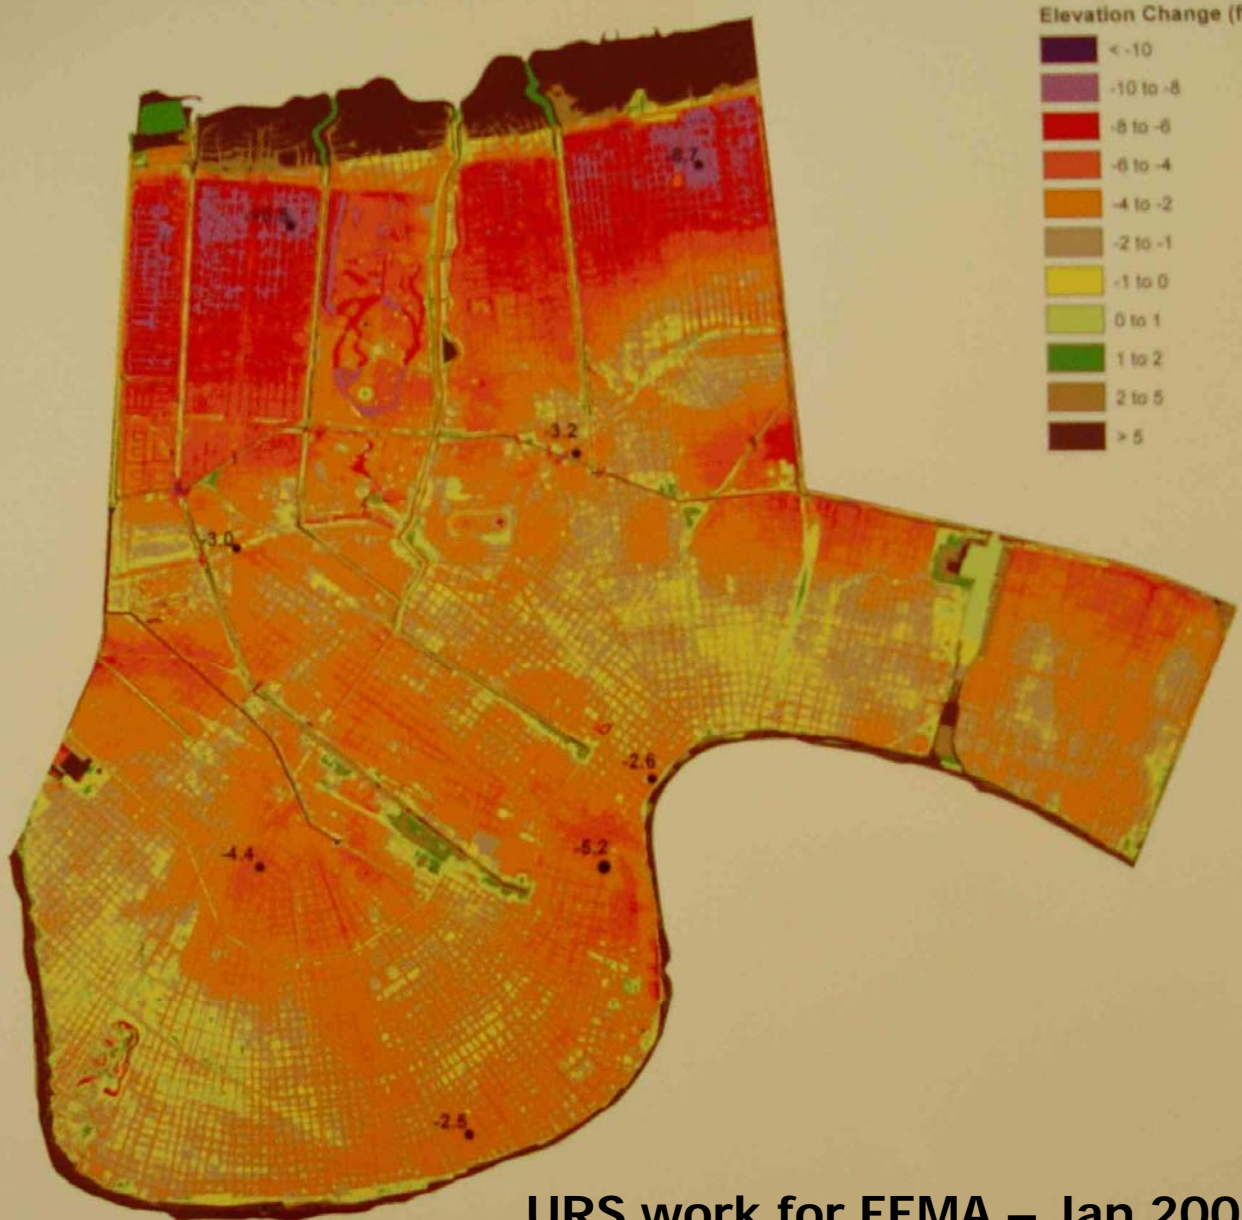 Elevation Change (f
< -10
-10 to -8
-8 to -6
-6 to -4
-4 to -2
-2 to -1
-1 to 0
0 to 1
1 to 2
2 to 5
> 5
-8.7
-3.2
-3.0
-2.6
-4.4
-5.2
-2.5
URS work for FEMA – Jan 200